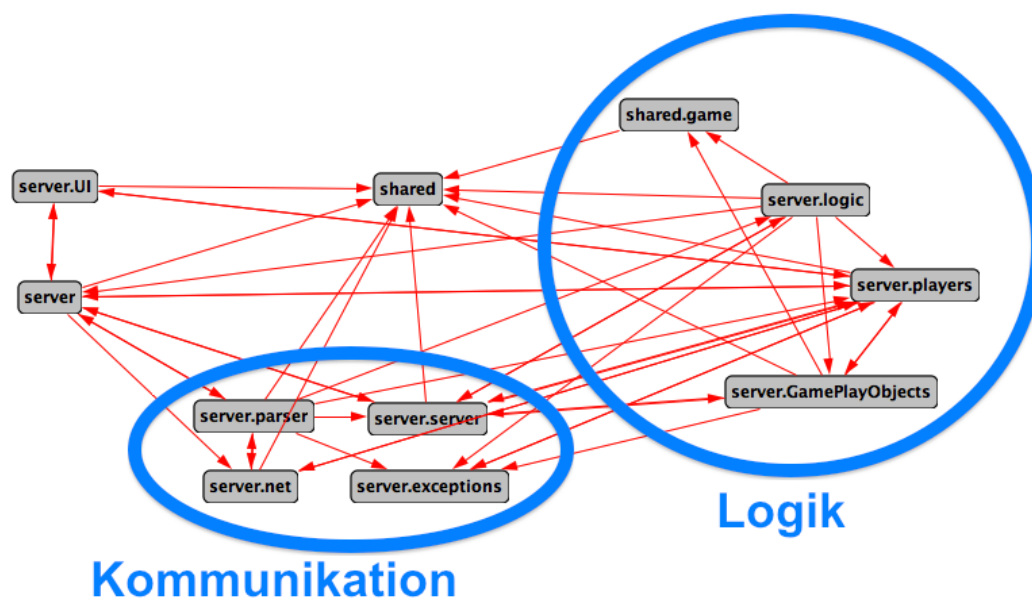 shared.game
server.UI
shared
server.logic
server
server.players
server.parser
server.server
server.GamePlayObjects
server.net
server.exceptions
Logik
Kommunikation